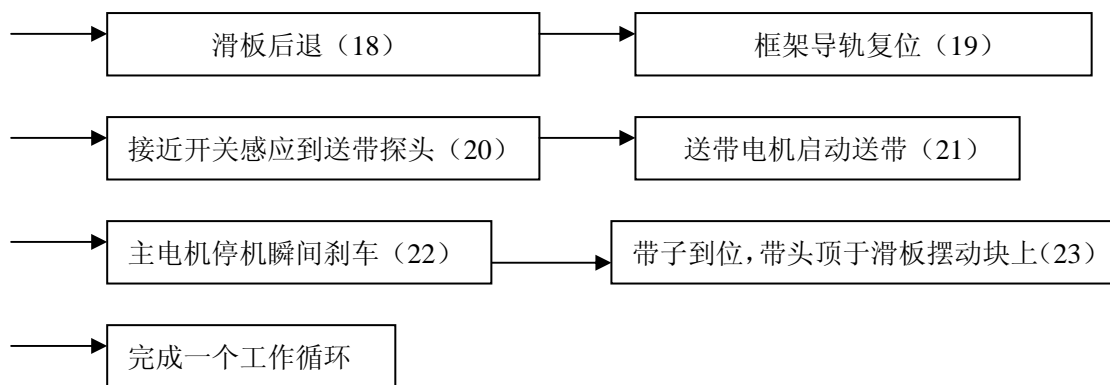 滑板后退（18）
框架导轨复位（19）
接近开关感应到送带探头（20）
送带电机启动送带（21）
主电机停机瞬间刹车（22）
带子到位，带头顶于滑板摆动块上(23）
完成一个工作循环